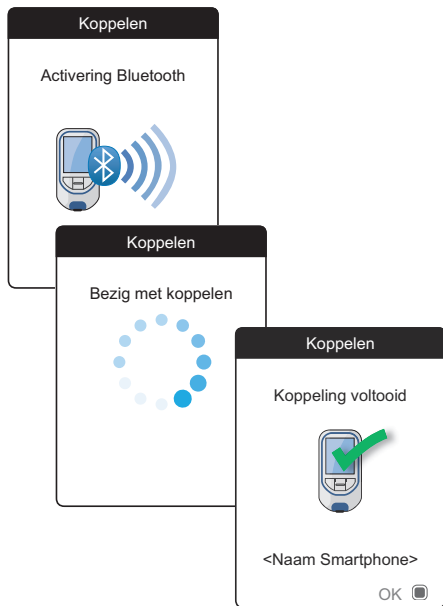 Koppelen
Activering Bluetooth
Koppelen
Bezig met koppelen
Koppelen
Koppeling voltooid
<Naam Smartphone>
OK